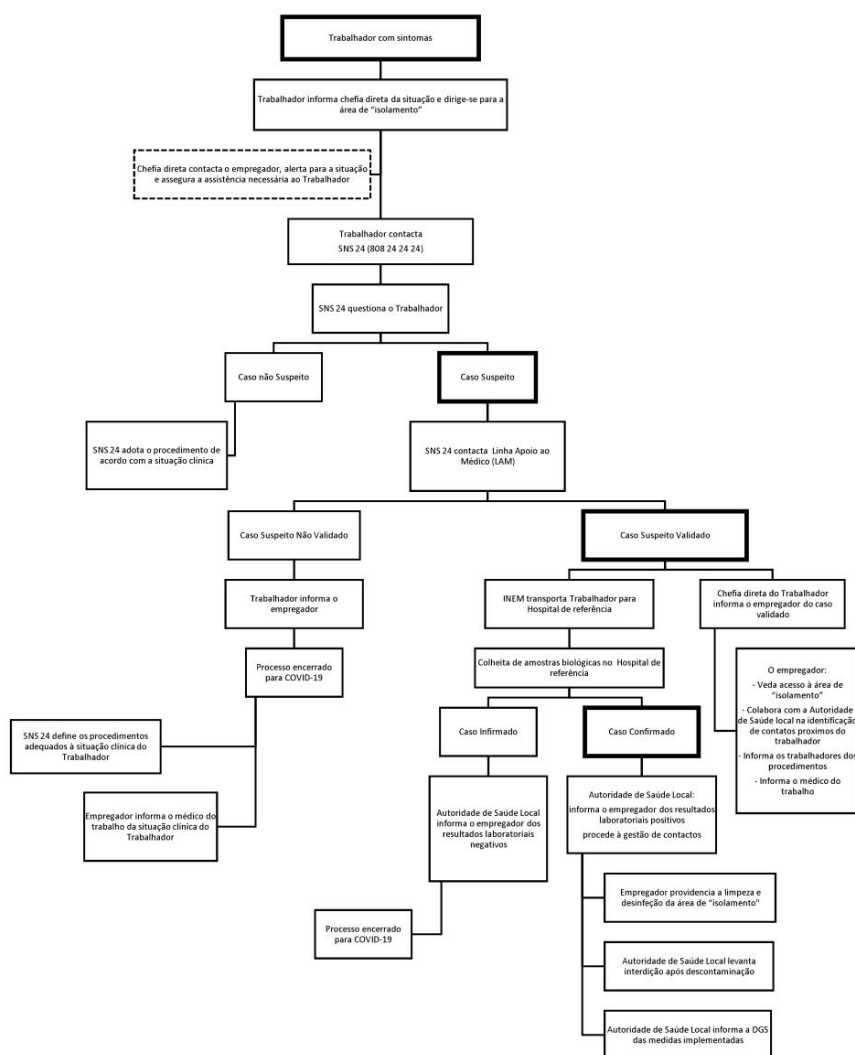 Trabalhador com sintomas
Trabalhador informa chefia direta da situação e dirige-se para a
área de “isolamento”
Chefia direta contacta o empregador, alerta para a situação
e assegura a assistência necessária ao Trabalhador
Trabalhador contacta
SNS 24 (808 24 24 24)
SNS 24 questiona o Trabalhador
Caso não Suspeito
Caso Suspeito
SNS 24 adota o procedimento de
acordo com a situação clínica
SNS 24 contacta Linha Apoio ao
Médico (LAM)
Caso Suspeito Não Validado
Caso Suspeito Validado
Trabalhador informa o
empregador
INEM transporta Trabalhador para
Hospital de referência
Chefia direta do Trabalhador
informa o empregador do caso
validado
Processo encerrado
para COVID-19
Colheita de amostras biológicas no Hospital de
referência
O empregador:
- Veda acesso à área de
“isolamento”
- Colabora com a Autoridade
de Saúde local na identificação
de contatos proximos do
trabalhador
- Informa os trabalhadores dos
procedimentos
- Informa o médico do
trabalho
SNS 24 define os procedimentos
adequados à situação clínica do
Trabalhador
Caso Infirmado
Caso Confirmado
Empregador informa o médico do
trabalho da situação clínica do
Trabalhador
Autoridade de Saúde Local
informa o empregador dos
resultados laboratoriais
negativos
Autoridade de Saúde Local:
informa o empregador dos resultados
laboratoriais positivos
procede à gestão de contactos
Processo encerrado
para COVID-19
Empregador providencia a limpeza e
desinfeção da área de “isolamento”
Autoridade de Saúde Local levanta
interdição após descontaminação
Autoridade de Saúde Local informa a DGS
das medidas implementadas